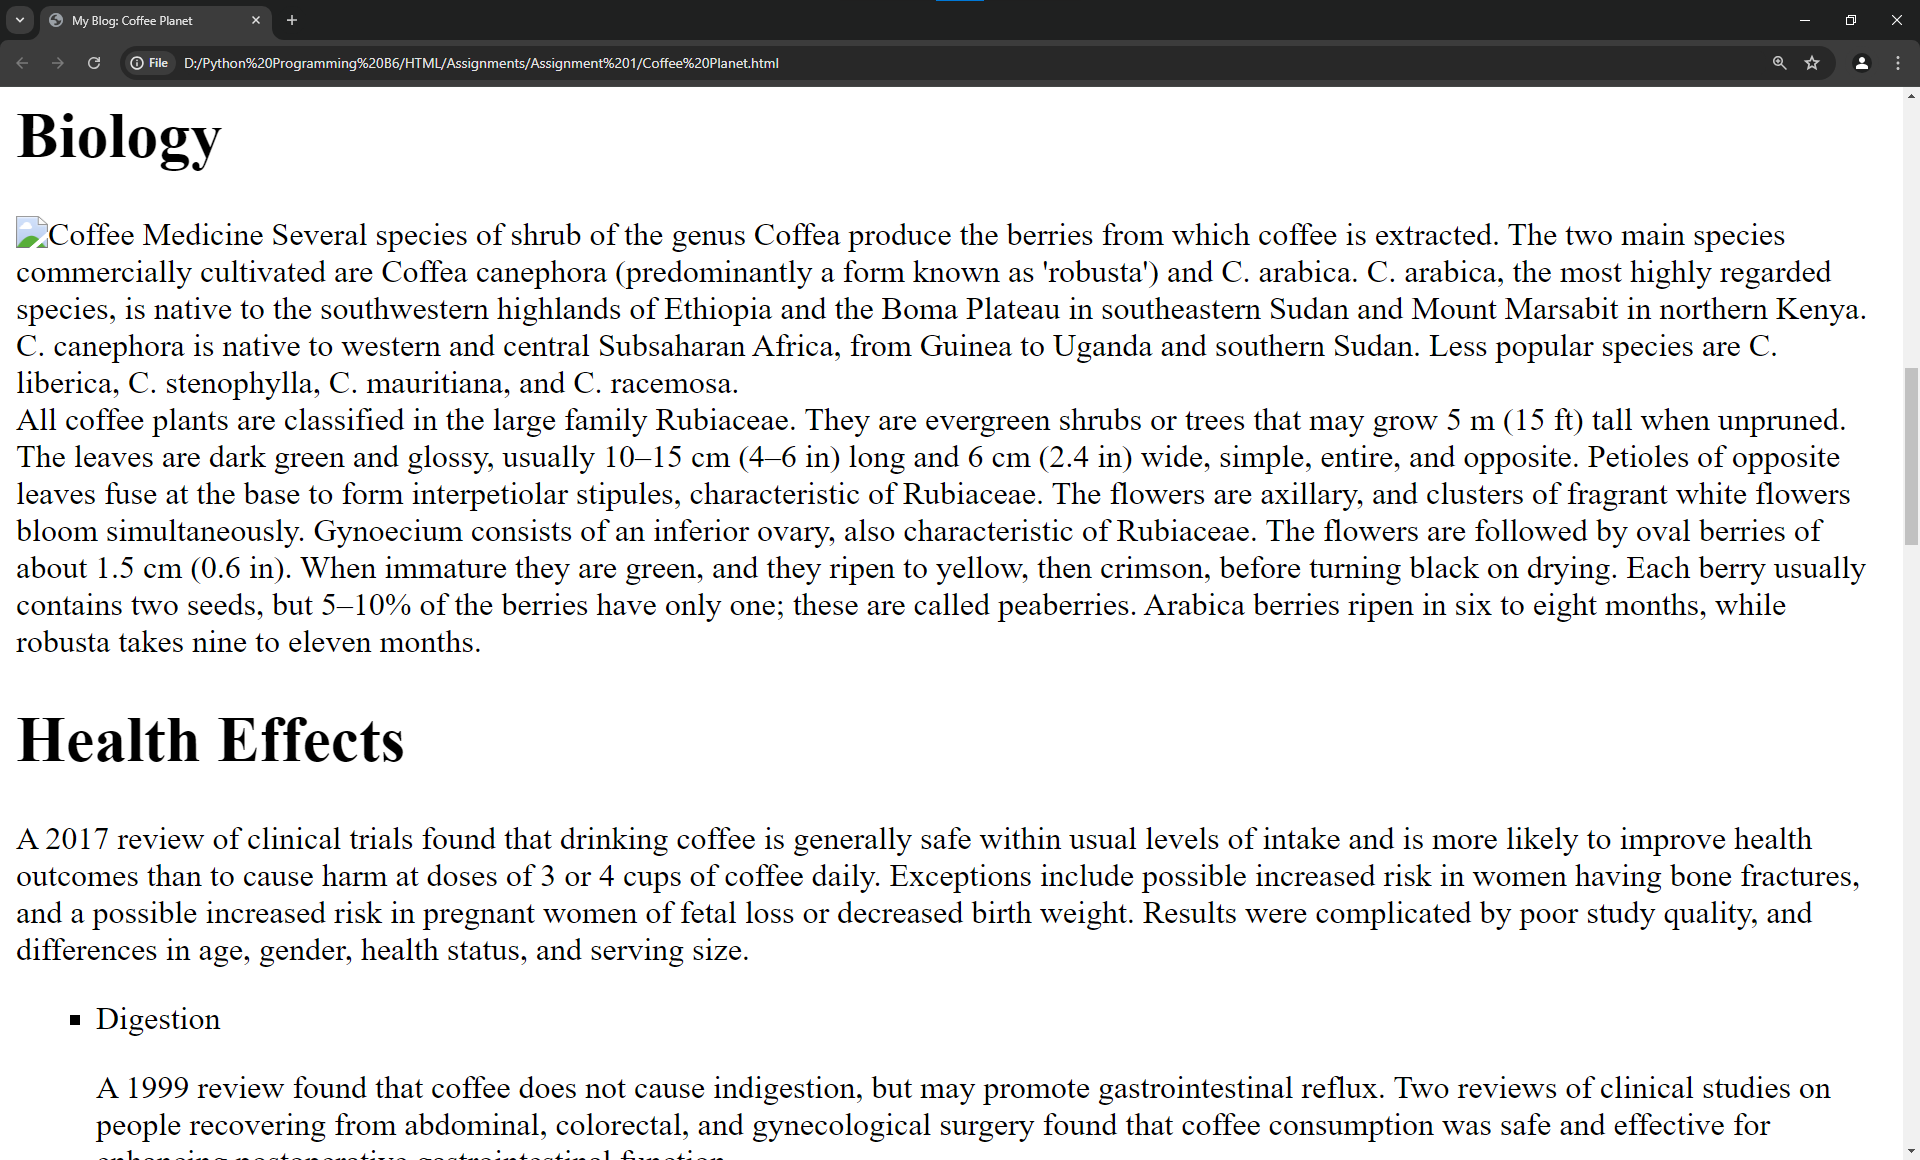 My Blog: Coffee Planet
File D:/Python%20Programming%20B6/HTML/Assignments/Assignment%201/Coffee%20Planet.html
Biology
Coffee Medicine Several species of shrub of the genus Coffea produce the berries from which coffee is extracted. The two main species
commercially cultivated are Coffea canephora (predominantly a form known as 'robusta') and C. arabica. C. arabica, the most highly regarded
species, is native to the southwestern highlands of Ethiopia and the Boma Plateau in southeastern Sudan and Mount Marsabit in northern Kenya.
C. canephora is native to western and central Subsaharan Africa, from Guinea to Uganda and southern Sudan. Less popular species are C.
liberica, C. stenophylla, C. mauritiana, and C. racemosa.
All coffee plants are classified in the large family Rubiaceae. They are evergreen shrubs or trees that may grow 5 m (15 ft) tall when unpruned.
The leaves are dark green and glossy, usually 10–15 cm (4–6 in) long and 6 cm (2.4 in) wide, simple, entire, and opposite. Petioles of opposite
leaves fuse at the base to form interpetiolar stipules, characteristic of Rubiaceae. The flowers are axillary, and clusters of fragrant white flowers
bloom simultaneously. Gynoecium consists of an inferior ovary, also characteristic of Rubiaceae. The flowers are followed by oval berries of
about 1.5 cm (0.6 in). When immature they are green, and they ripen to yellow, then crimson, before turning black on drying. Each berry usually
contains two seeds, but 5–10% of the berries have only one; these are called peaberries. Arabica berries ripen in six to eight months, while
robusta takes nine to eleven months.
Health Effects
A 2017 review of clinical trials found that drinking coffee is generally safe within usual levels of intake and is more likely to improve health
outcomes than to cause harm at doses of 3 or 4 cups of coffee daily. Exceptions include possible increased risk in women having bone fractures,
and a possible increased risk in pregnant women of fetal loss or decreased birth weight. Results were complicated by poor study quality, and
differences in age, gender, health status, and serving size.
Digestion
A 1999 review found that coffee does not cause indigestion, but may promote gastrointestinal reflux. Two reviews of clinical studies on
people recovering from abdominal, colorectal, and gynecological surgery found that coffee consumption was safe and effective for
enhancing postoperative gastrointestinal function.